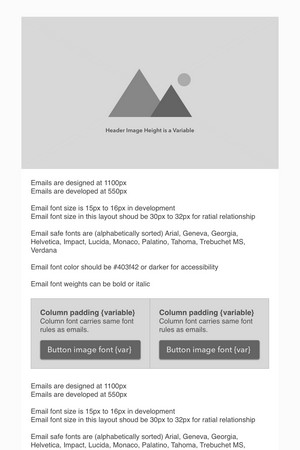 Header Image Height is a Variable
Emails are designed at 1100px
Emails are developed at 550px
Email font size is 15px to 16px in development
Email font size in this layout shoud be 30px to 32px for ratial relationship
Email safe fonts are (alphabetically sorted) Arial, Geneva, Georgia,
Helvetica, Impact, Lucida, Monaco, Palatino, Tahoma, Trebuchet MS,
Verdana
Email font color should be #403f42 or darker for accessibility
Email font weights can be bold or italic
Column padding {variable}
Column font carries same font
rules as emails.
Button image font {var}
Column padding {variable}
Column font carries same font
rules as emails.
Button image font {var}
Emails are designed at 1100px
Emails are developed at 550px
Email font size is 15px to 16px in development
Email font size in this layout shoud be 30px to 32px for ratial relationship
Email safe fonts are (alphabetically sorted) Arial, Geneva, Georgia,
Helvetica, Impact, Lucida, Monaco, Palatino, Tahoma, Trebuchet MS,